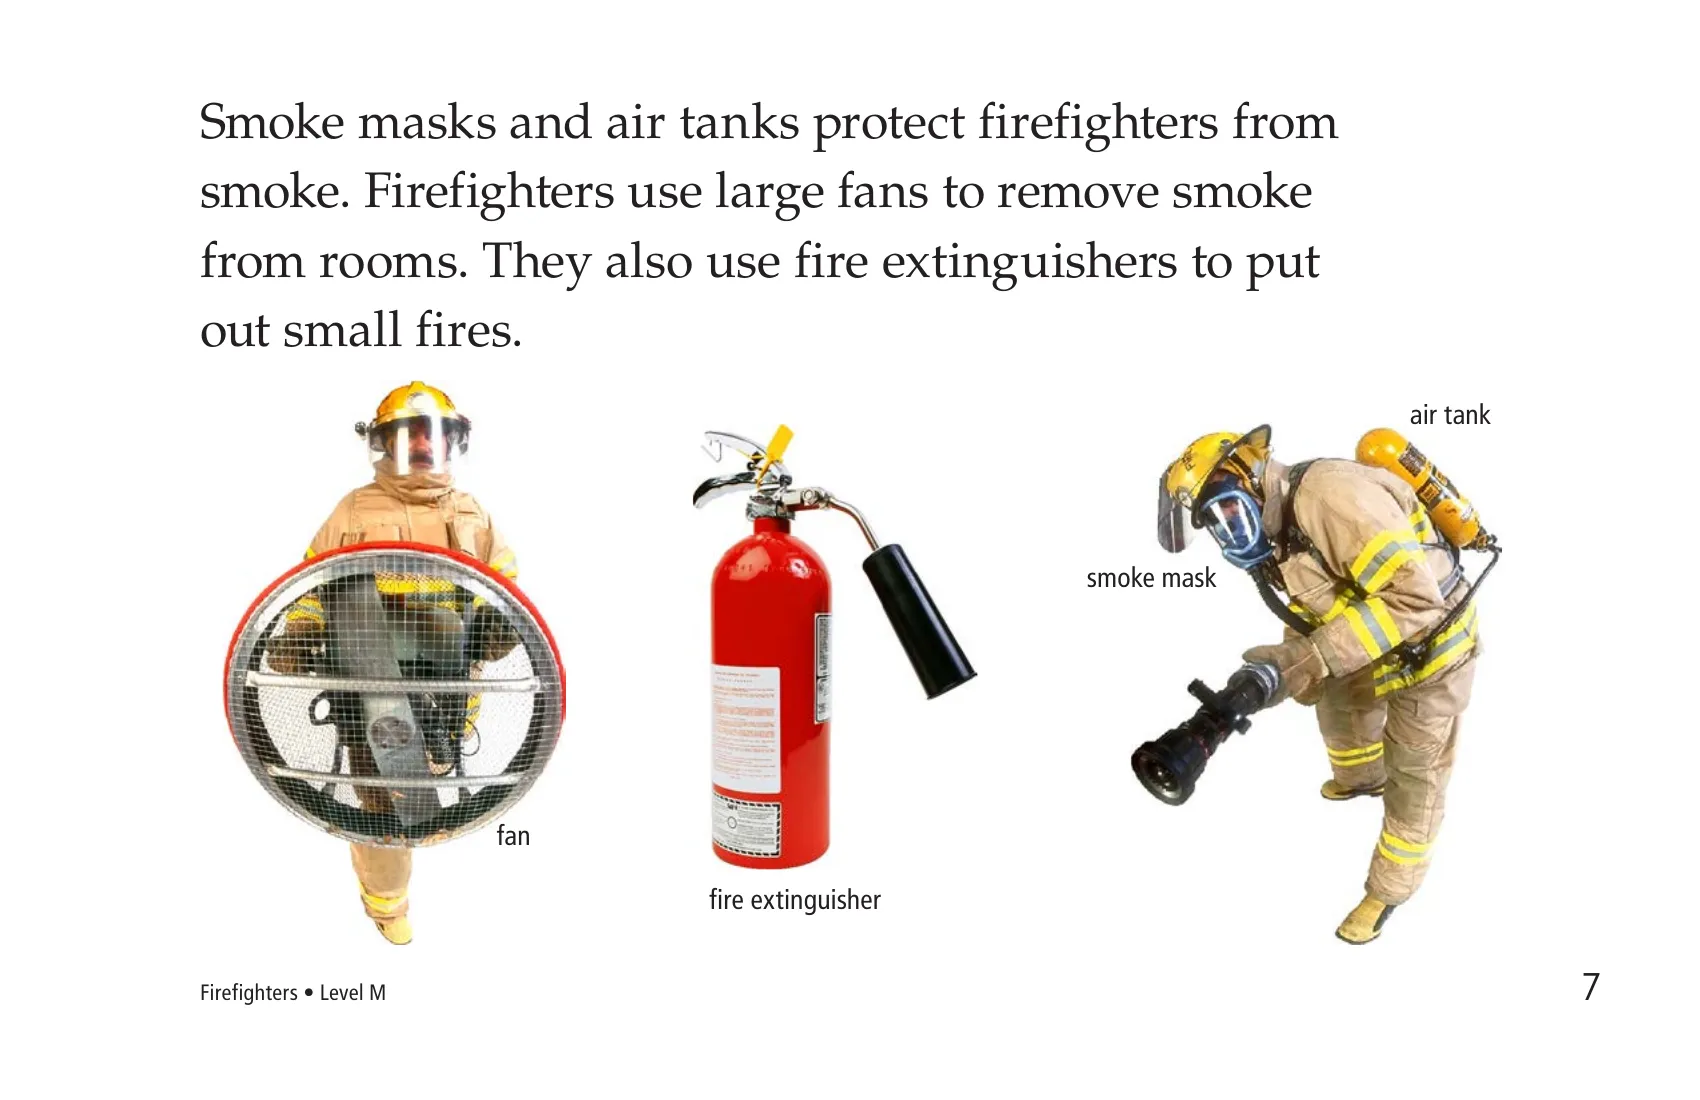 Smoke masks and air tanks protect firefighters from
smoke. Firefighters use large fans to remove smoke
from rooms. They also use fire extinguishers to put
out small fires.
air tank
smoke mask
fan
fire extinguisher
Firefighters • Level M
7